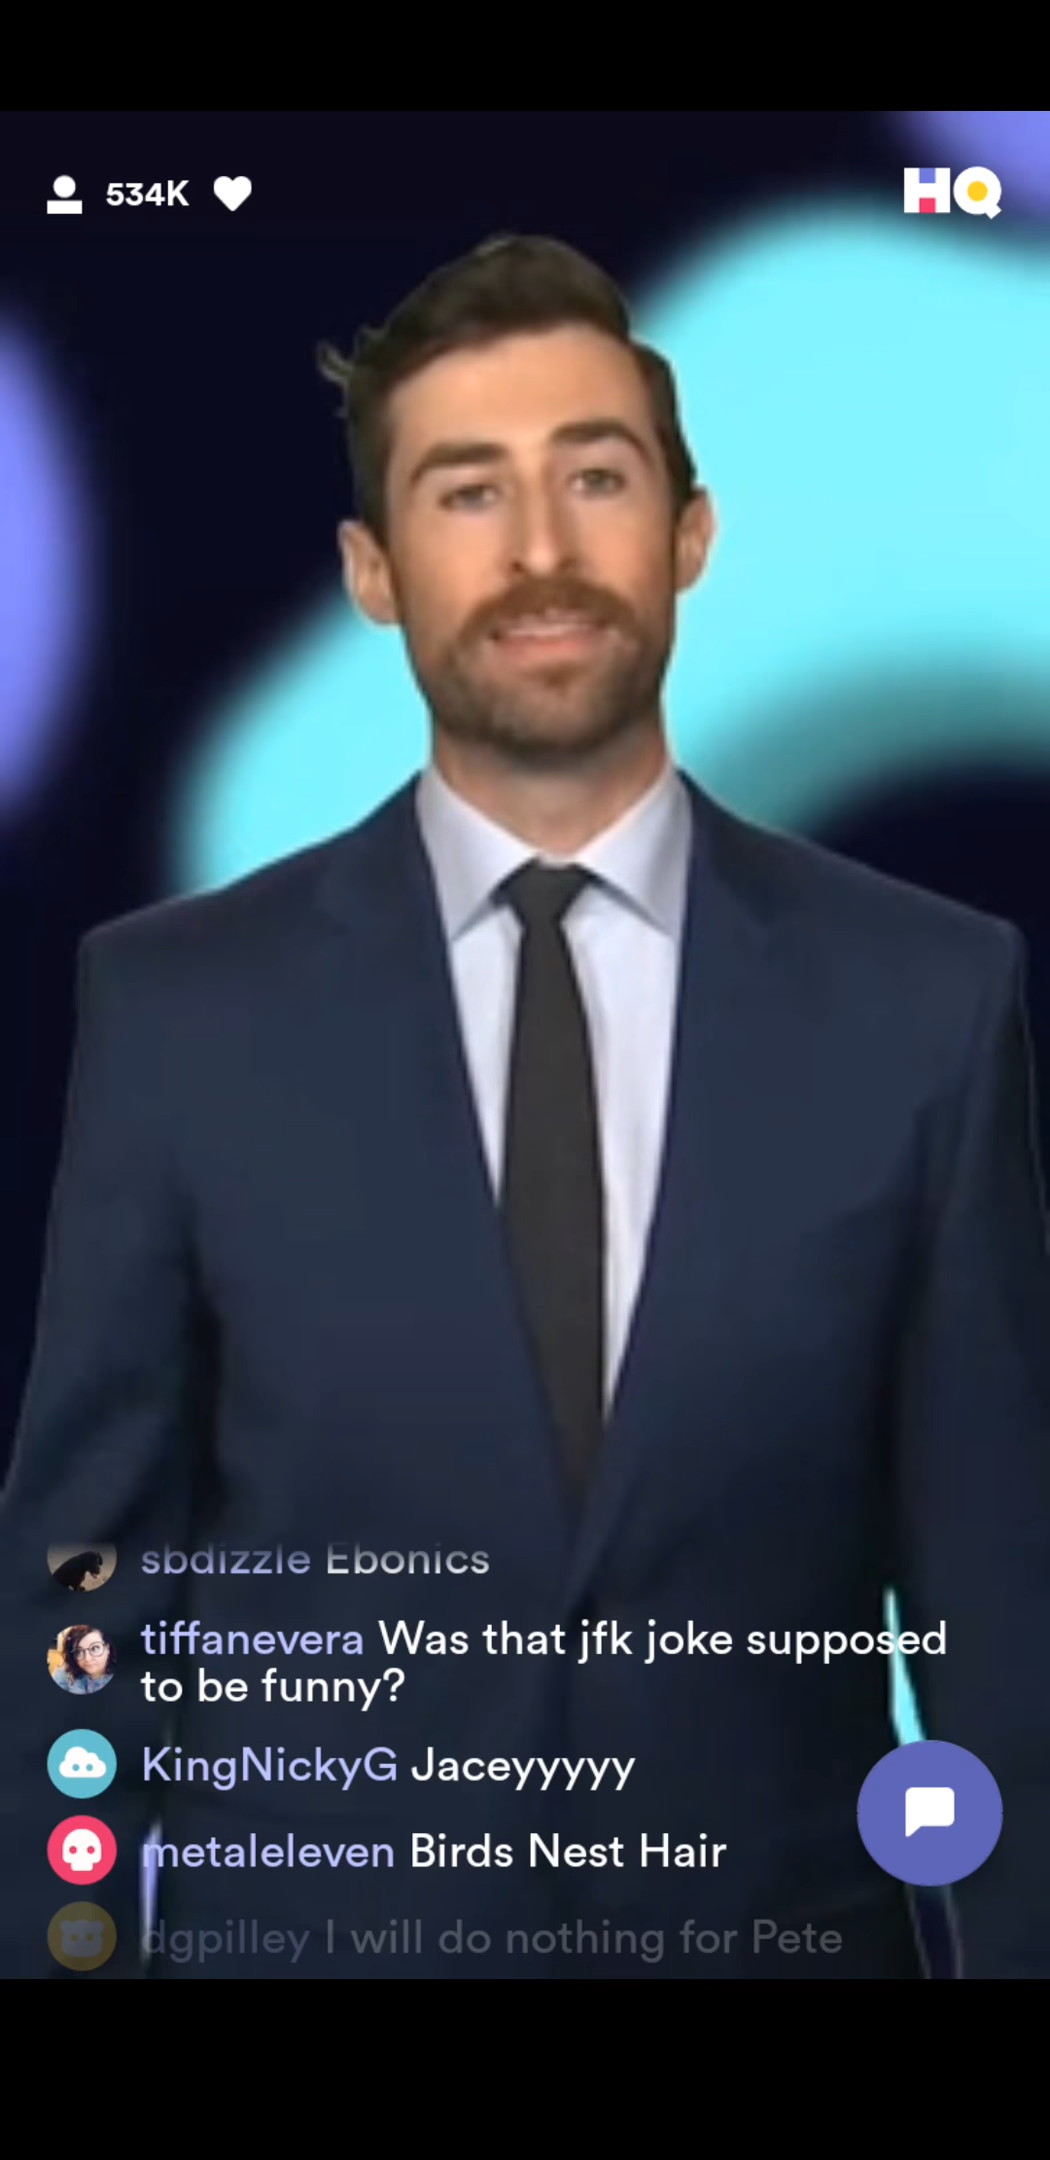 534K
HQ
sbdizzle Ebonics
tiffanevera Was that jfk joke supposed
to be funny?
KingNickyG Jaceyyyyy
metaleleven Birds Nest Hair
dgpilley I will do nothing for Pete